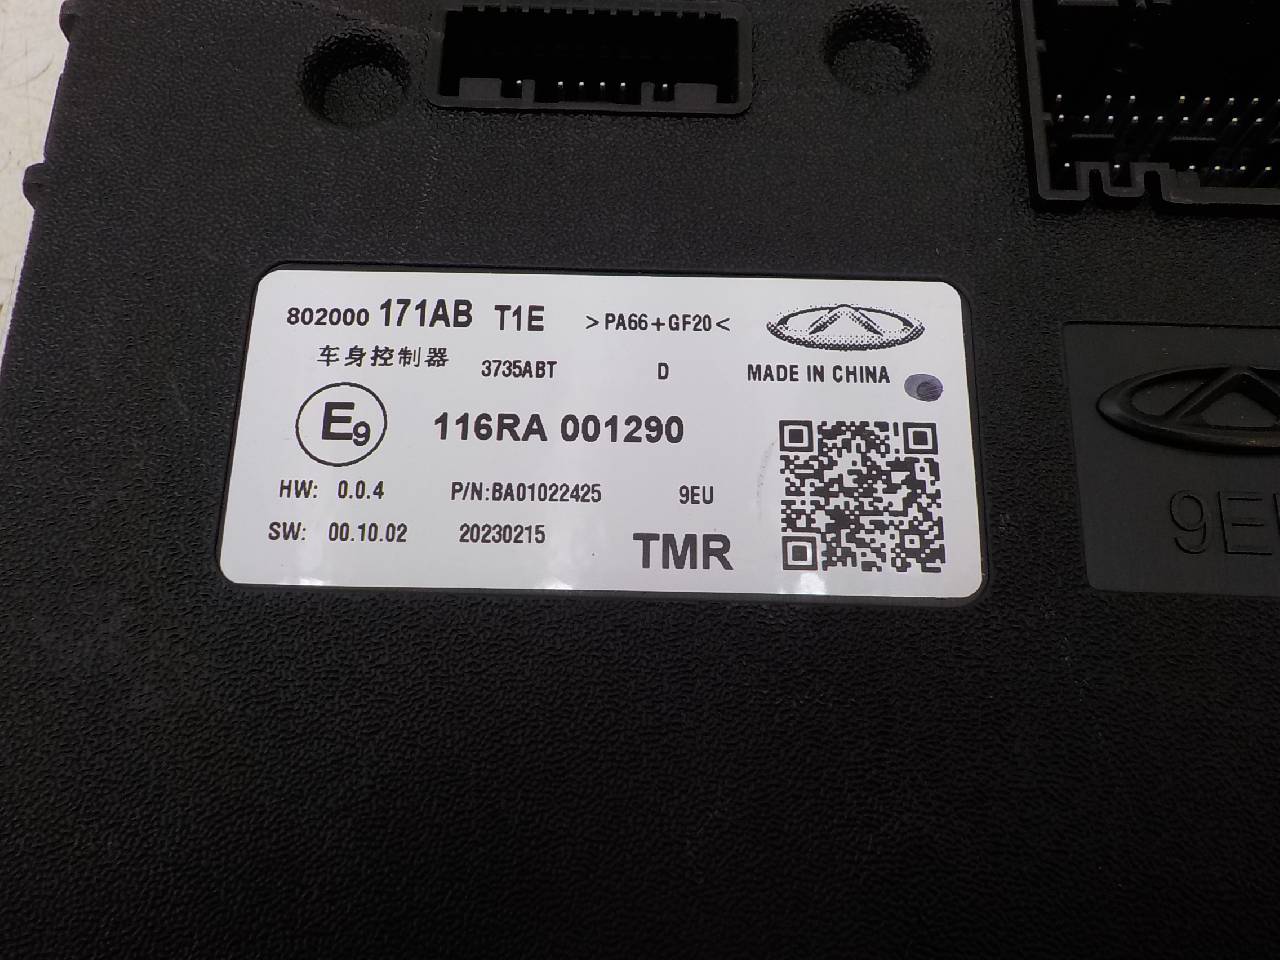 802000 171AB T1E >PA66+GF20<
车身控制器 3735ABT D MADE IN CHINA
E9 116RA 001290
HW: 0.0.4 P/N:BA01022425 9EU
SW: 00.10.02 20230215 TMR